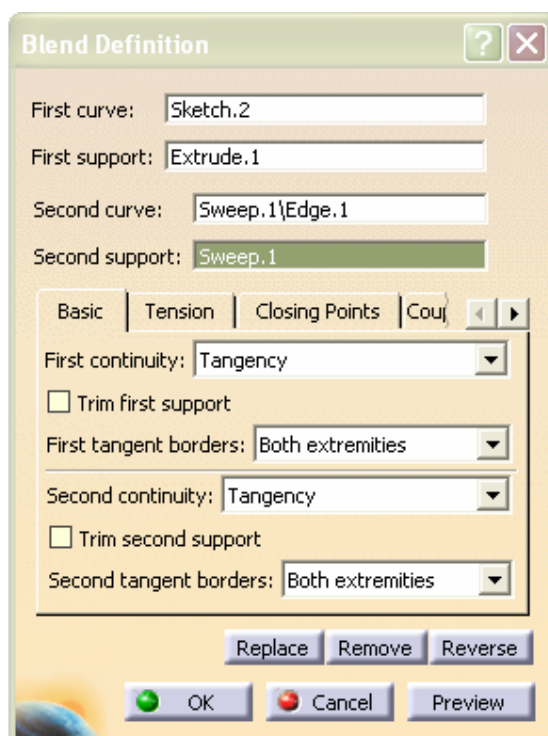 Blend Definition
First curve: Sketch.2
First support: Extrude.1
Second curve: Sweep.1\Edge.1
Second support: Sweep.1
Basic Tension Closing Points Coup
First continuity: Tangency
Trim first support
First tangent borders: Both extremities
Second continuity: Tangency
Trim second support
Second tangent borders: Both extremities
Replace Remove Reverse
OK Cancel Preview